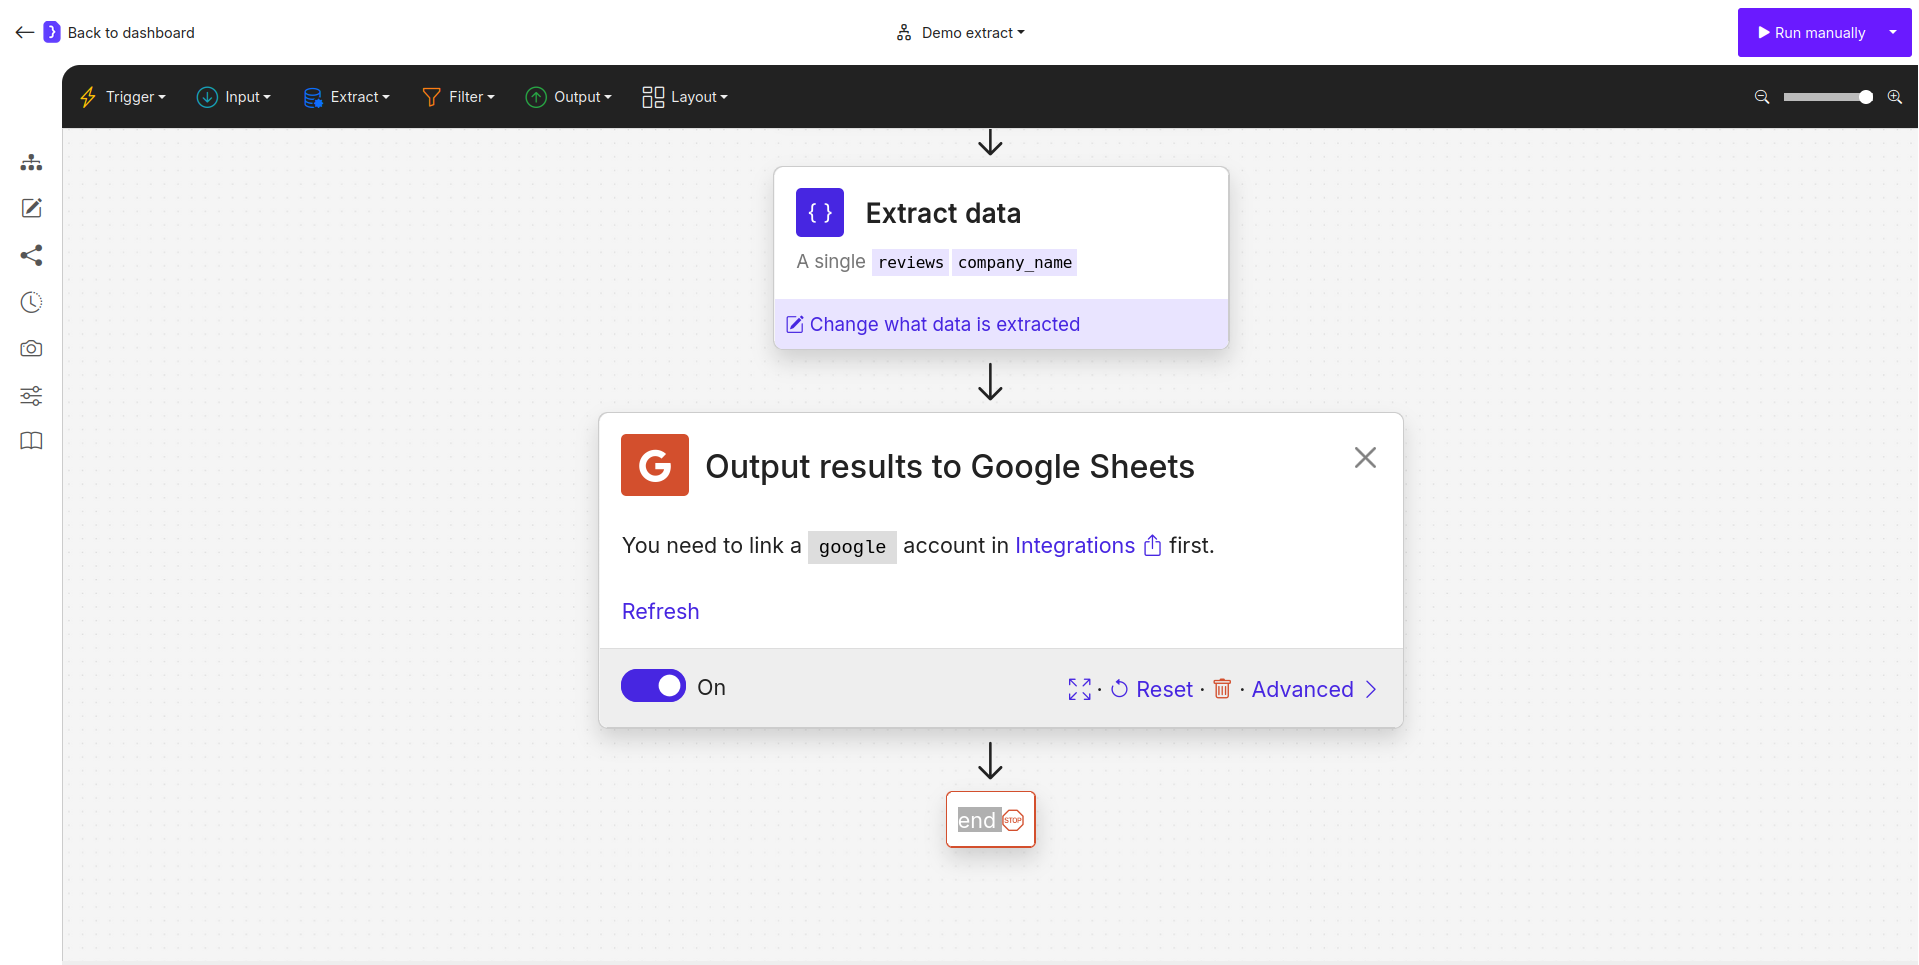 Back to dashboard
Demo extract
Run manually
Trigger
Input
Extract
Filter
Output
Layout
{ } Extract data
A single reviews company_name
Change what data is extracted
G Output results to Google Sheets
You need to link a google account in Integrations first.
Refresh
On
· Reset · · Advanced
end STOP